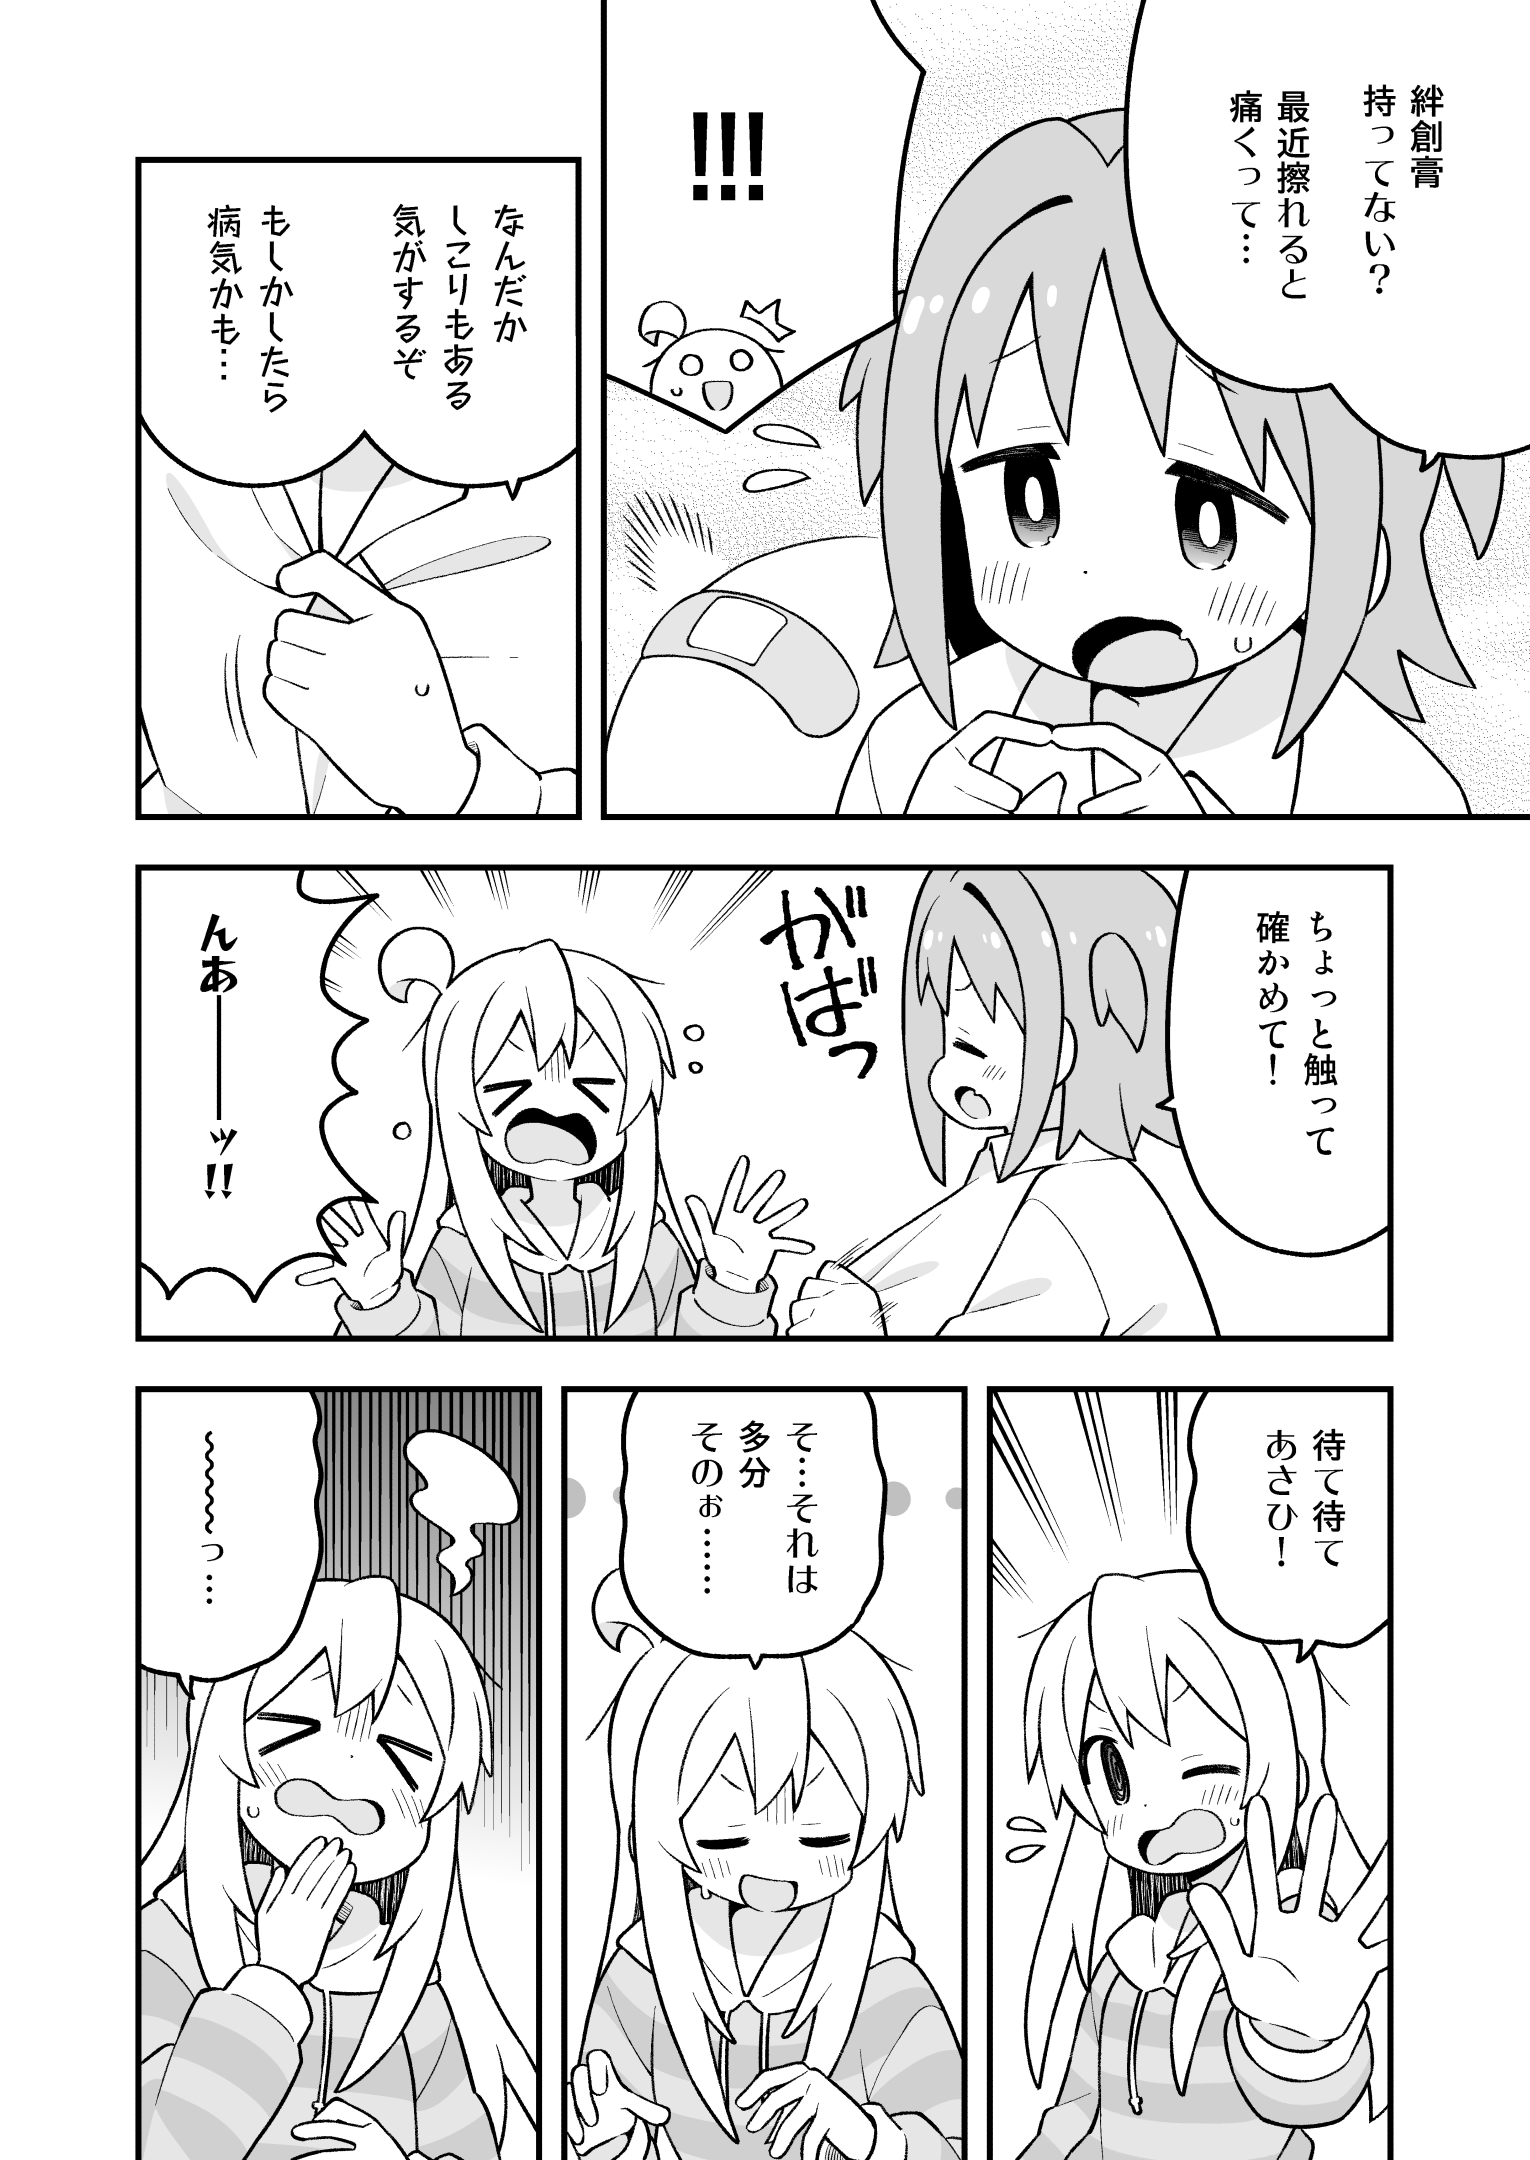 絆創膏
持ってない?
最近擦れると
痛くって…
!!!
なんだか
しこりもある
気がするぞ
もしかしたら
病気かも…
ちょっと触って
確かめて!
がばっ
んあーーッ!!
待て待て
あさひ!
そ…それは
多分
そのぉ……
〜〜〜〜っ…